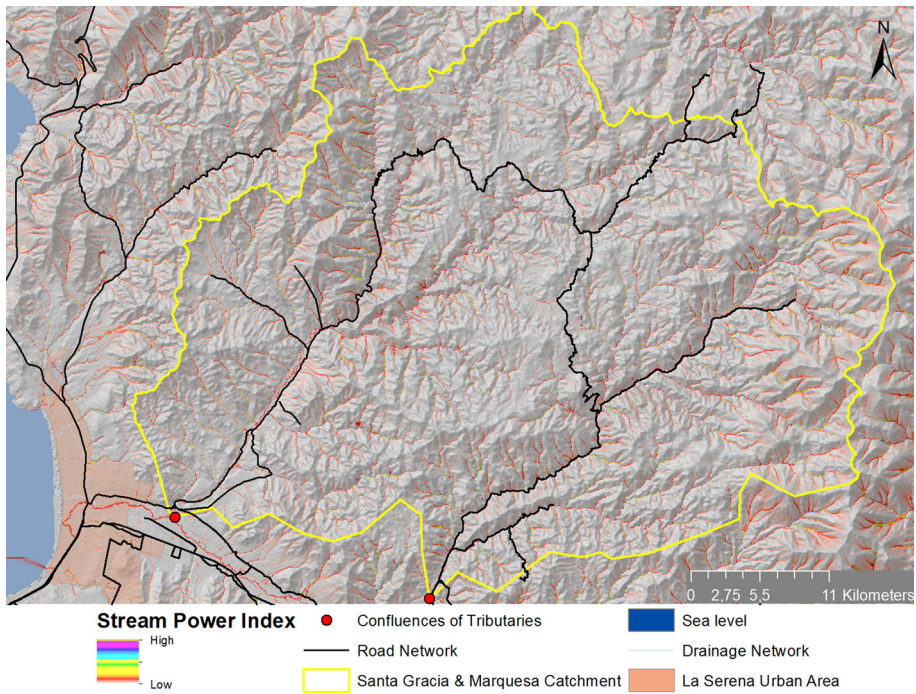 N
0 2,75 5,5 11 Kilometers
Stream Power Index
High
Low
Confluences of Tributaries
Road Network
Santa Gracia & Marquesa Catchment
Sea level
Drainage Network
La Serena Urban Area